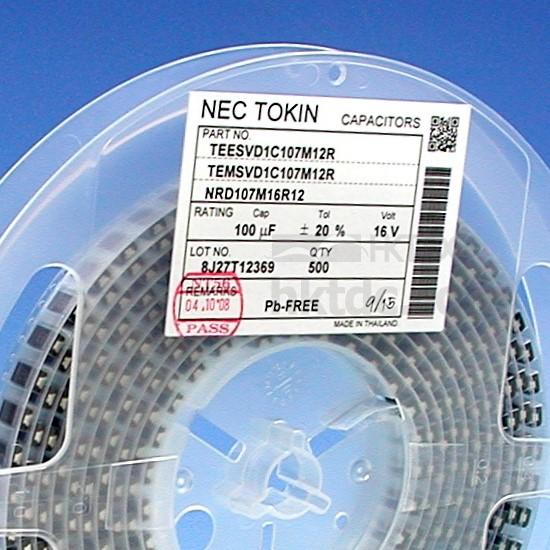 NEC TOKIN CAPACITORS
PART NO.
TEESVD1C107M12R
TEMSVD1C107M12R
NRD107M16R12
RATING Cap Tol Volt
100 µF ± 20 % 16 V
LOT NO. Q'TY
8J27T12369 500
REMARKS
04.10.'08
Pb-FREE 9/15
PASS
MADE IN THAILAND